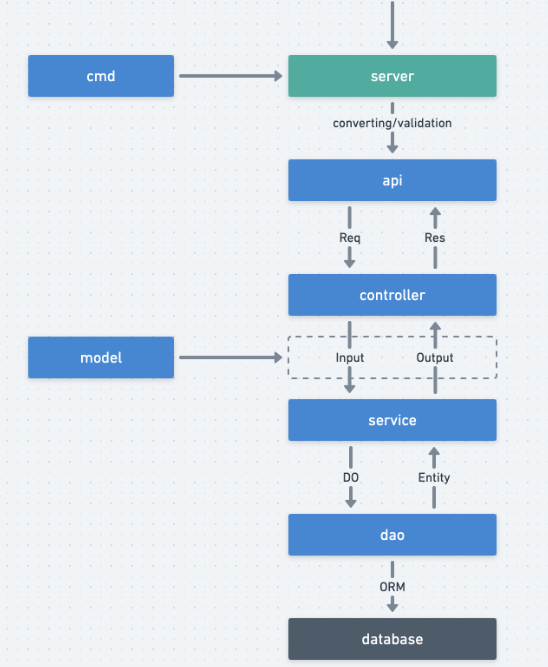 cmd
server
converting/validation
api
Req
Res
controller
model
Input
Output
service
DO
Entity
dao
ORM
database